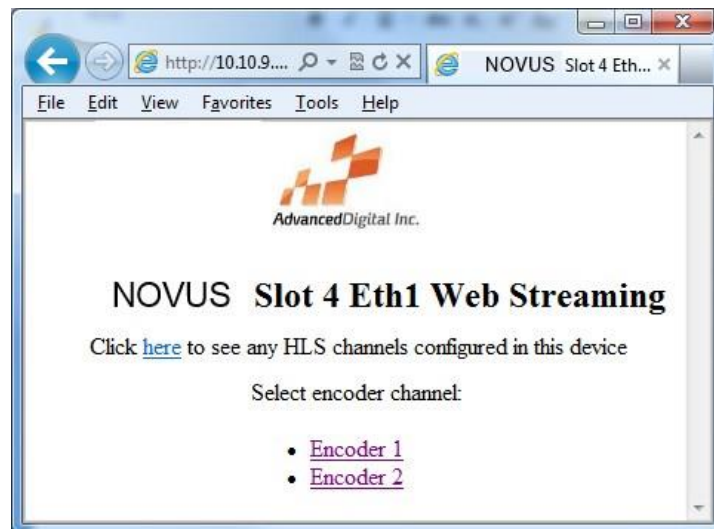 http://10.10.9....
NOVUS Slot 4 Eth...
File Edit View Favorites Tools Help
AdvancedDigital Inc.
NOVUS Slot 4 Eth1 Web Streaming
Click here to see any HLS channels configured in this device
Select encoder channel:
Encoder 1
Encoder 2